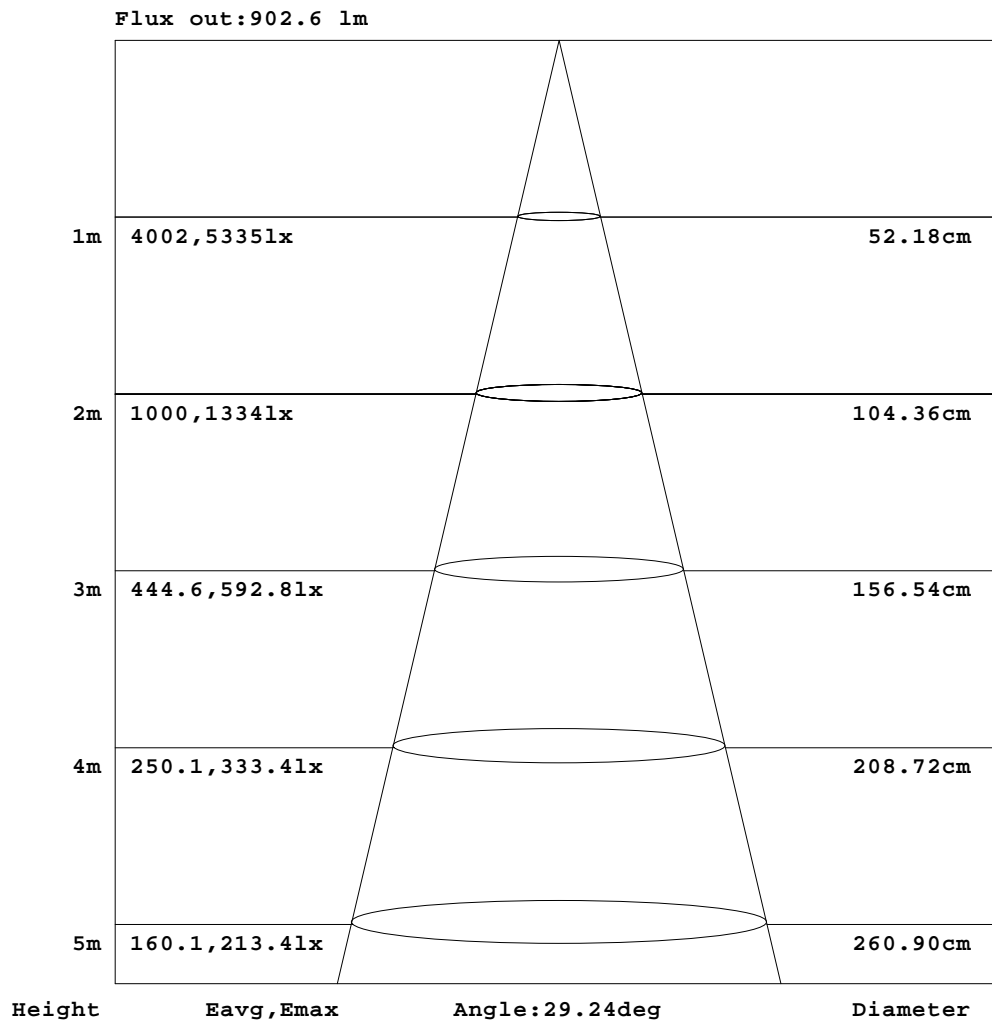 Flux out:902.6 lm
1m 4002,5335lx 52.18cm
2m 1000,1334lx 104.36cm
3m 444.6,592.8lx 156.54cm
4m 250.1,333.4lx 208.72cm
5m 160.1,213.4lx 260.90cm
Height Eavg,Emax Angle:29.24deg Diameter